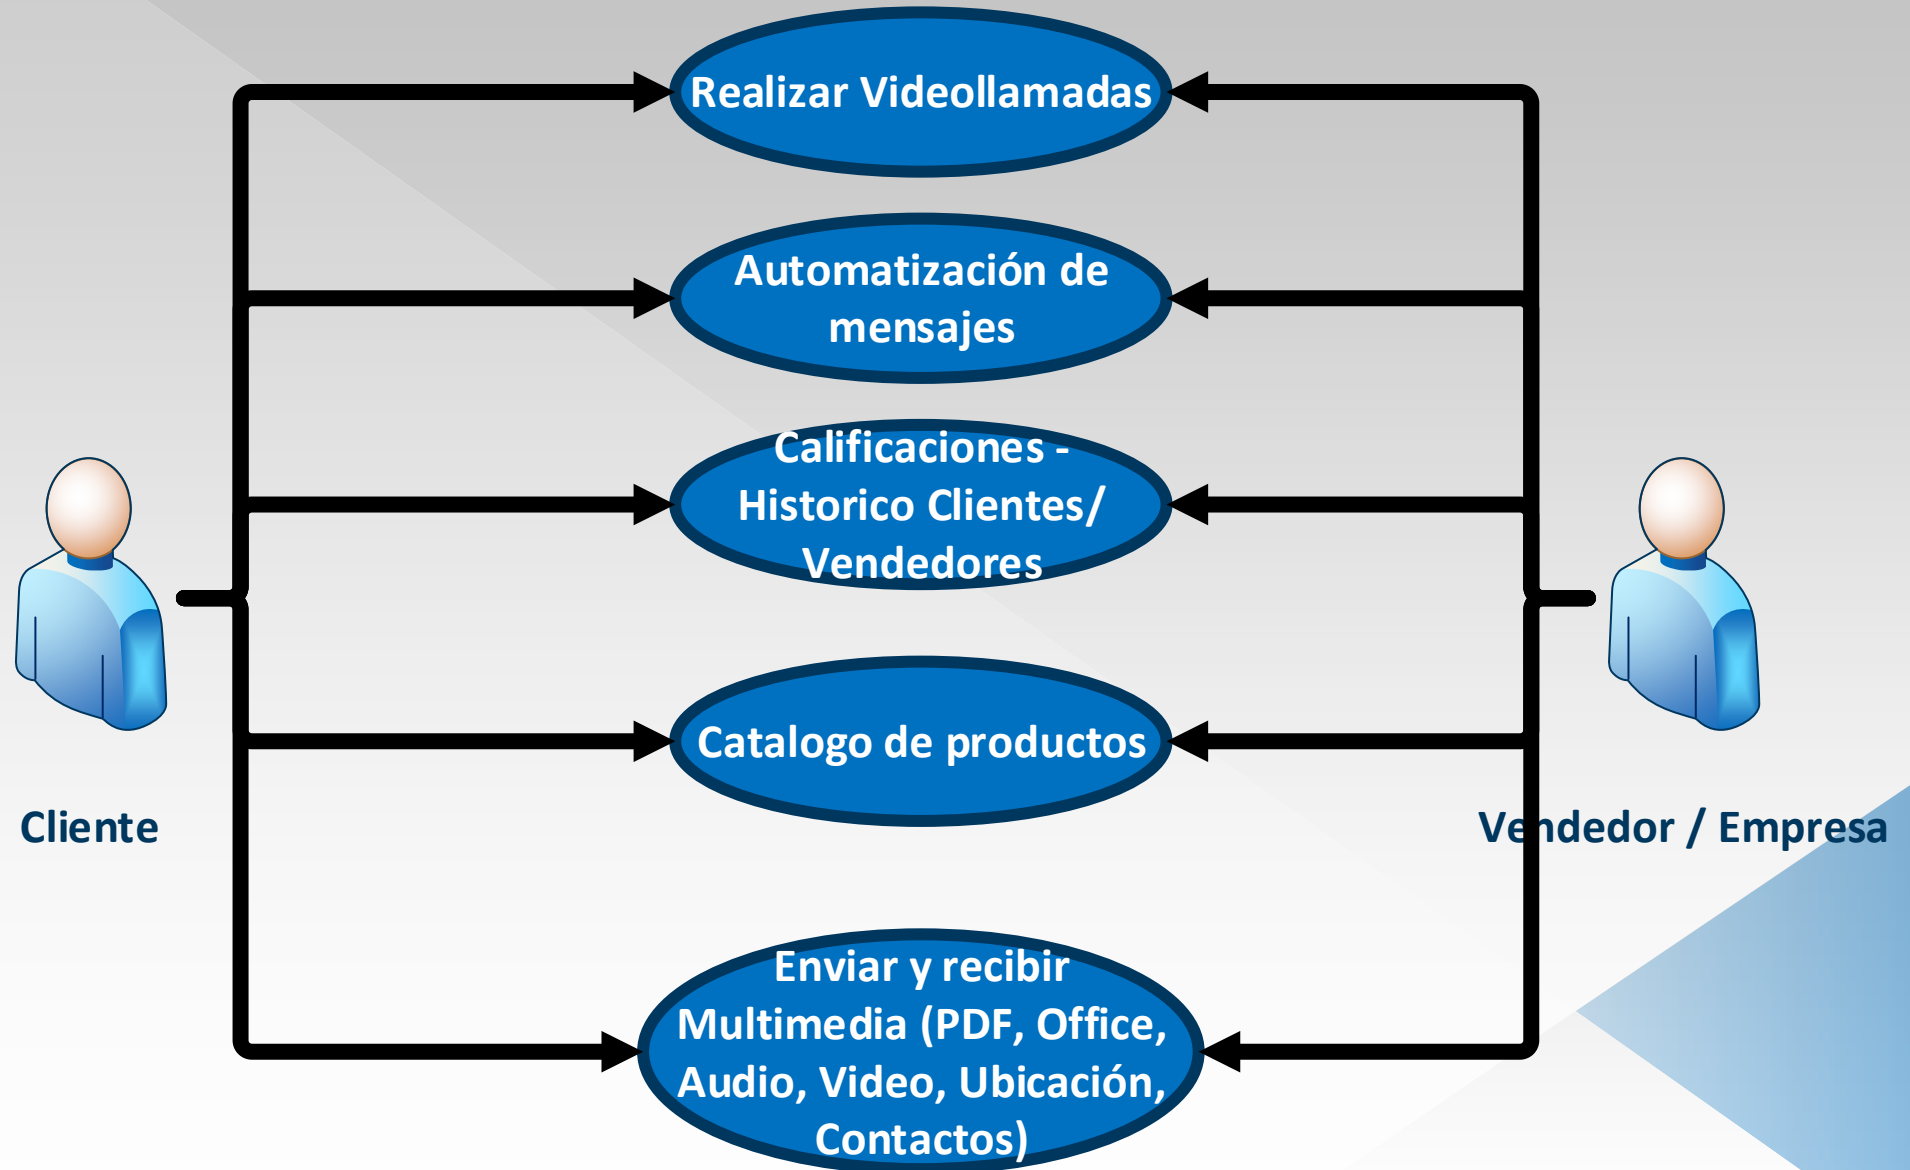 Realizar Videollamadas
Automatización de
mensajes
Calificaciones -
Historico Clientes/
Vendedores
Catalogo de productos
Cliente
Vendedor / Empresa
Enviar y recibir
Multimedia (PDF, Office,
Audio, Video, Ubicación,
Contactos)